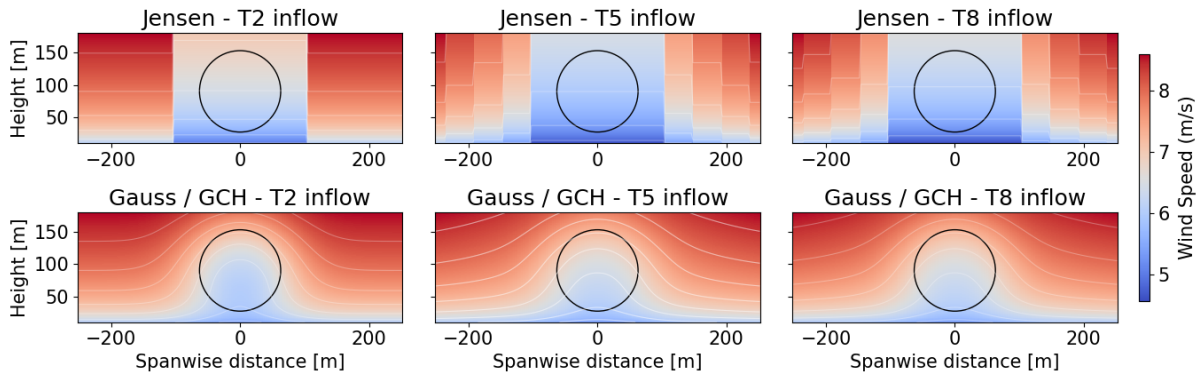 Jensen - T2 inflow
Jensen - T5 inflow
Jensen - T8 inflow
Height [m]
150
100
50
−200
0
200
−200
0
200
−200
0
200
Gauss / GCH - T2 inflow
Gauss / GCH - T5 inflow
Gauss / GCH - T8 inflow
Height [m]
150
100
50
−200
0
200
−200
0
200
−200
0
200
Spanwise distance [m]
Spanwise distance [m]
Spanwise distance [m]
8
7
6
5
Wind Speed (m/s)